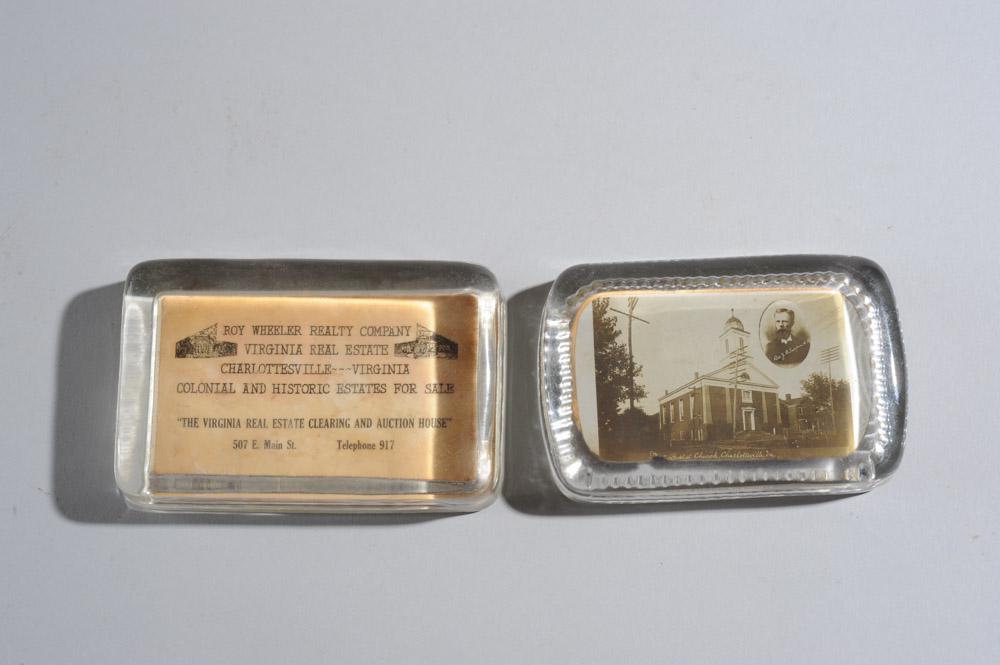 ROY WHEELER REALTY COMPANY
VIRGINIA REAL ESTATE
CHARLOTTESVILLE~~~VIRGINIA
COLONIAL AND HISTORIC ESTATES FOR SALE
"THE VIRGINIA REAL ESTATE CLEARING AND AUCTION HOUSE"
507 E. Main St. Telephone 917
Church, Charlottesville, Va